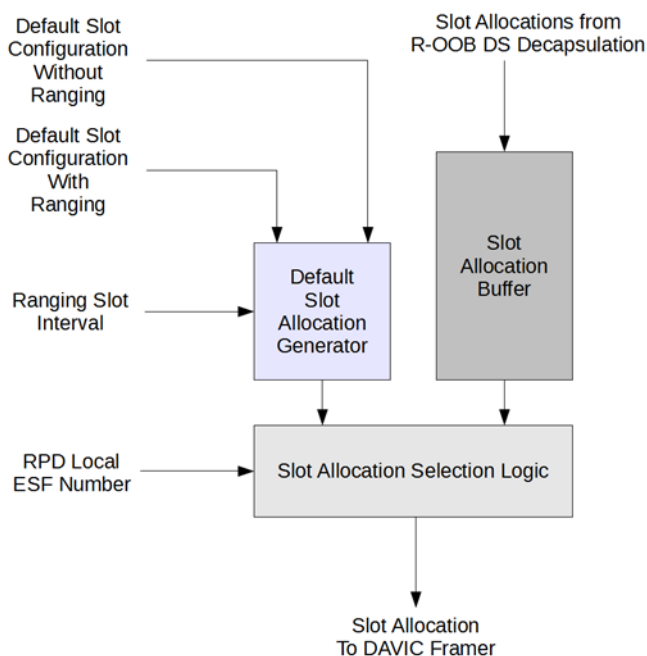 Default Slot
Configuration
Without
Ranging
Slot Allocations from
R-OOB DS Decapsulation
Default Slot
Configuration
With
Ranging
Slot
Allocation
Buffer
Default
Slot
Allocation
Generator
Ranging Slot
Interval
RPD Local
ESF Number
Slot Allocation Selection Logic
Slot Allocation
To DAVIC Framer